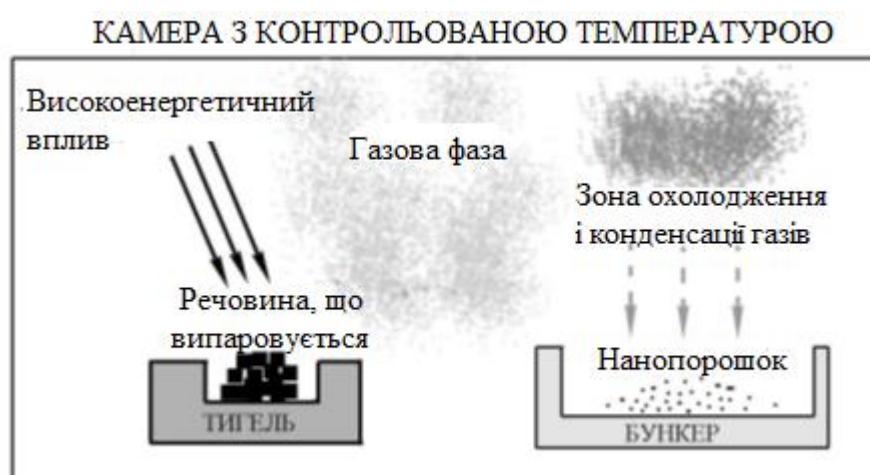 КАМЕРА З КОНТРОЛЬОВАНОЮ ТЕМПЕРАТУРОЮ
Високоенергетичний
вплив
Газова фаза
Зона охолодження
і конденсації газів
Речовина, що
випаровується
Нанопорошок
ТИГЕЛЬ
БУНКЕР